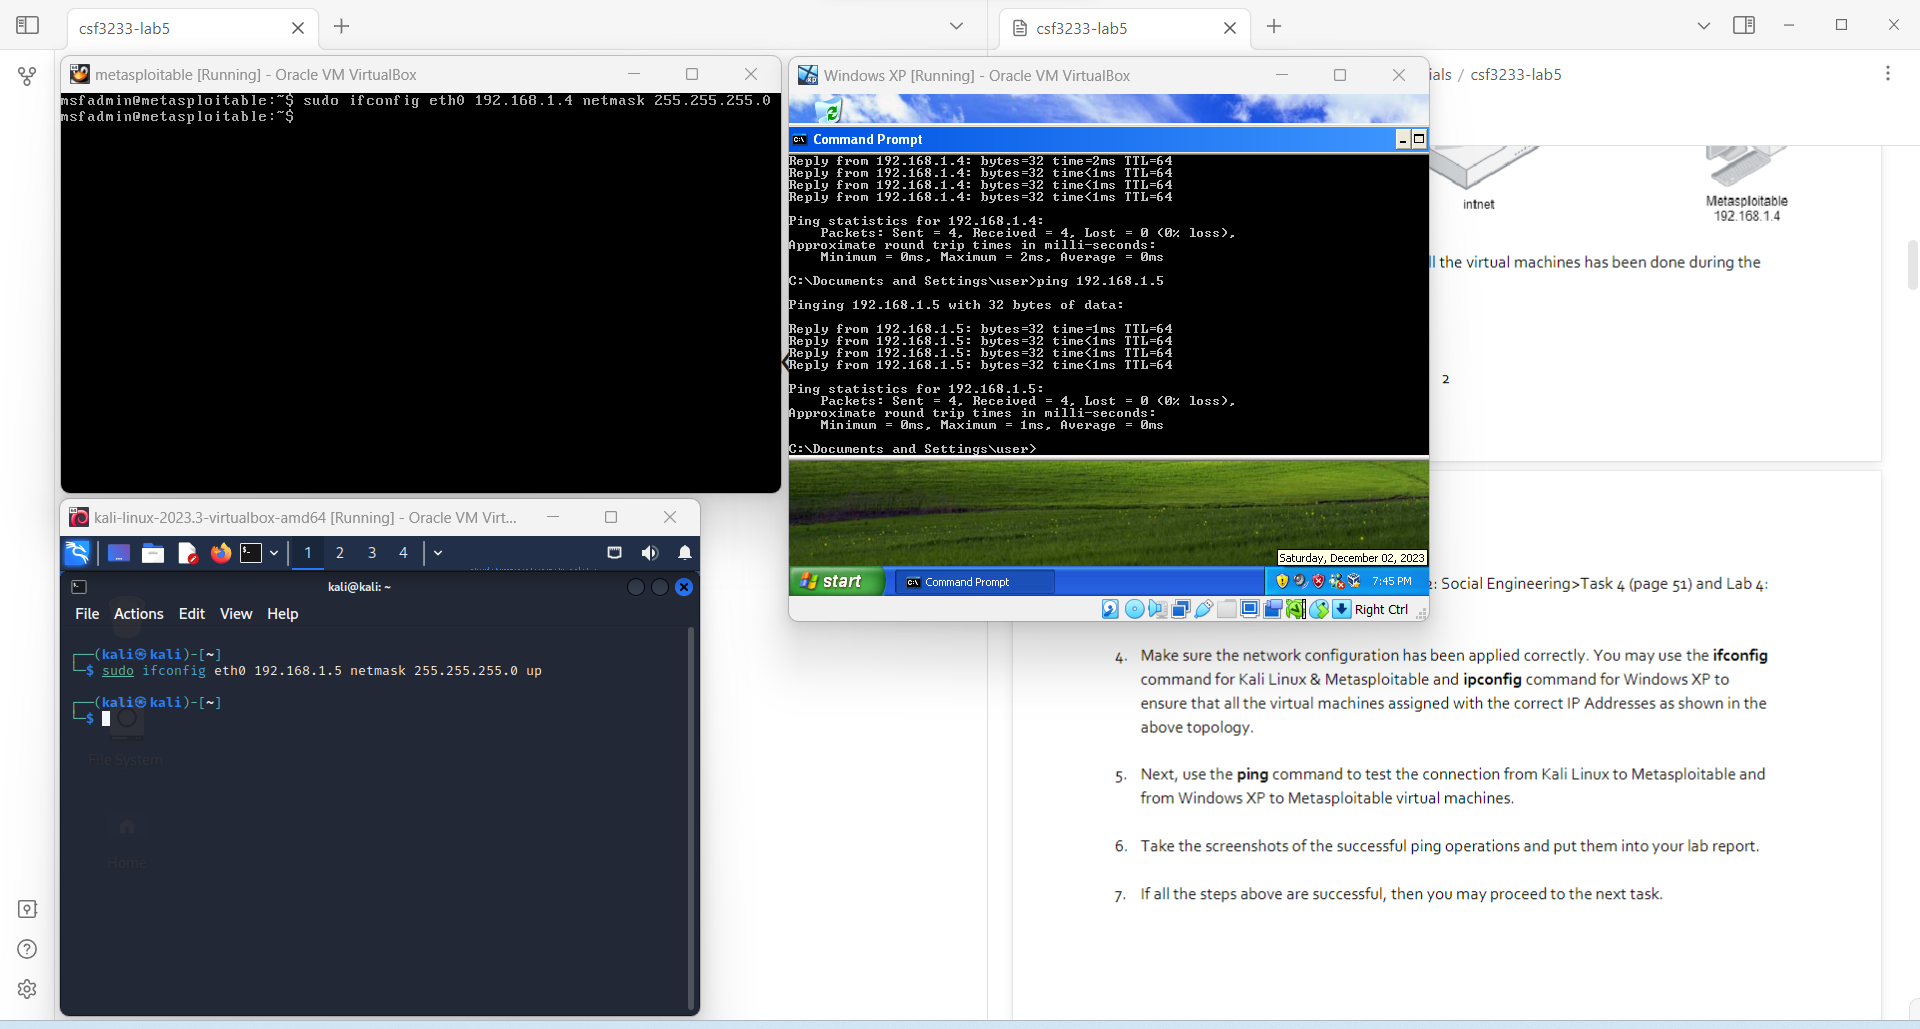 csf3233-lab5
csf3233-lab5
metasploitable [Running] - Oracle VM VirtualBox
msfadmin@metasploitable:~$ sudo ifconfig eth0 192.168.1.4 netmask 255.255.255.0
msfadmin@metasploitable:~$
Windows XP [Running] - Oracle VM VirtualBox
Command Prompt
Reply from 192.168.1.4: bytes=32 time=2ms TTL=64
Reply from 192.168.1.4: bytes=32 time<1ms TTL=64
Reply from 192.168.1.4: bytes=32 time<1ms TTL=64
Reply from 192.168.1.4: bytes=32 time<1ms TTL=64
Ping statistics for 192.168.1.4:
Packets: Sent = 4, Received = 4, Lost = 0 (0% loss),
Approximate round trip times in milli-seconds:
Minimum = 0ms, Maximum = 2ms, Average = 0ms
C:\Documents and Settings\user>ping 192.168.1.5
Pinging 192.168.1.5 with 32 bytes of data:
Reply from 192.168.1.5: bytes=32 time=1ms TTL=64
Reply from 192.168.1.5: bytes=32 time<1ms TTL=64
Reply from 192.168.1.5: bytes=32 time<1ms TTL=64
Reply from 192.168.1.5: bytes=32 time<1ms TTL=64
Ping statistics for 192.168.1.5:
Packets: Sent = 4, Received = 4, Lost = 0 (0% loss),
Approximate round trip times in milli-seconds:
Minimum = 0ms, Maximum = 1ms, Average = 0ms
C:\Documents and Settings\user>
Saturday, December 02, 2023
start
Command Prompt
7:45 PM
Right Ctrl
kali-linux-2023.3-virtualbox-amd64 [Running] - Oracle VM Virt...
1 2 3 4
kali@kali: ~
File Actions Edit View Help
(kali㉿kali)-[~]
$ sudo ifconfig eth0 192.168.1.5 netmask 255.255.255.0 up
(kali㉿kali)-[~]
$
File System
Home
ials / csf3233-lab5
intnet
Metasploitable
192.168.1.4
ll the virtual machines has been done during the
2
2: Social Engineering>Task 4 (page 51) and Lab 4:
4. Make sure the network configuration has been applied correctly. You may use the ifconfig
command for Kali Linux & Metasploitable and ipconfig command for Windows XP to
ensure that all the virtual machines assigned with the correct IP Addresses as shown in the
above topology.
5. Next, use the ping command to test the connection from Kali Linux to Metasploitable and
from Windows XP to Metasploitable virtual machines.
6. Take the screenshots of the successful ping operations and put them into your lab report.
7. If all the steps above are successful, then you may proceed to the next task.